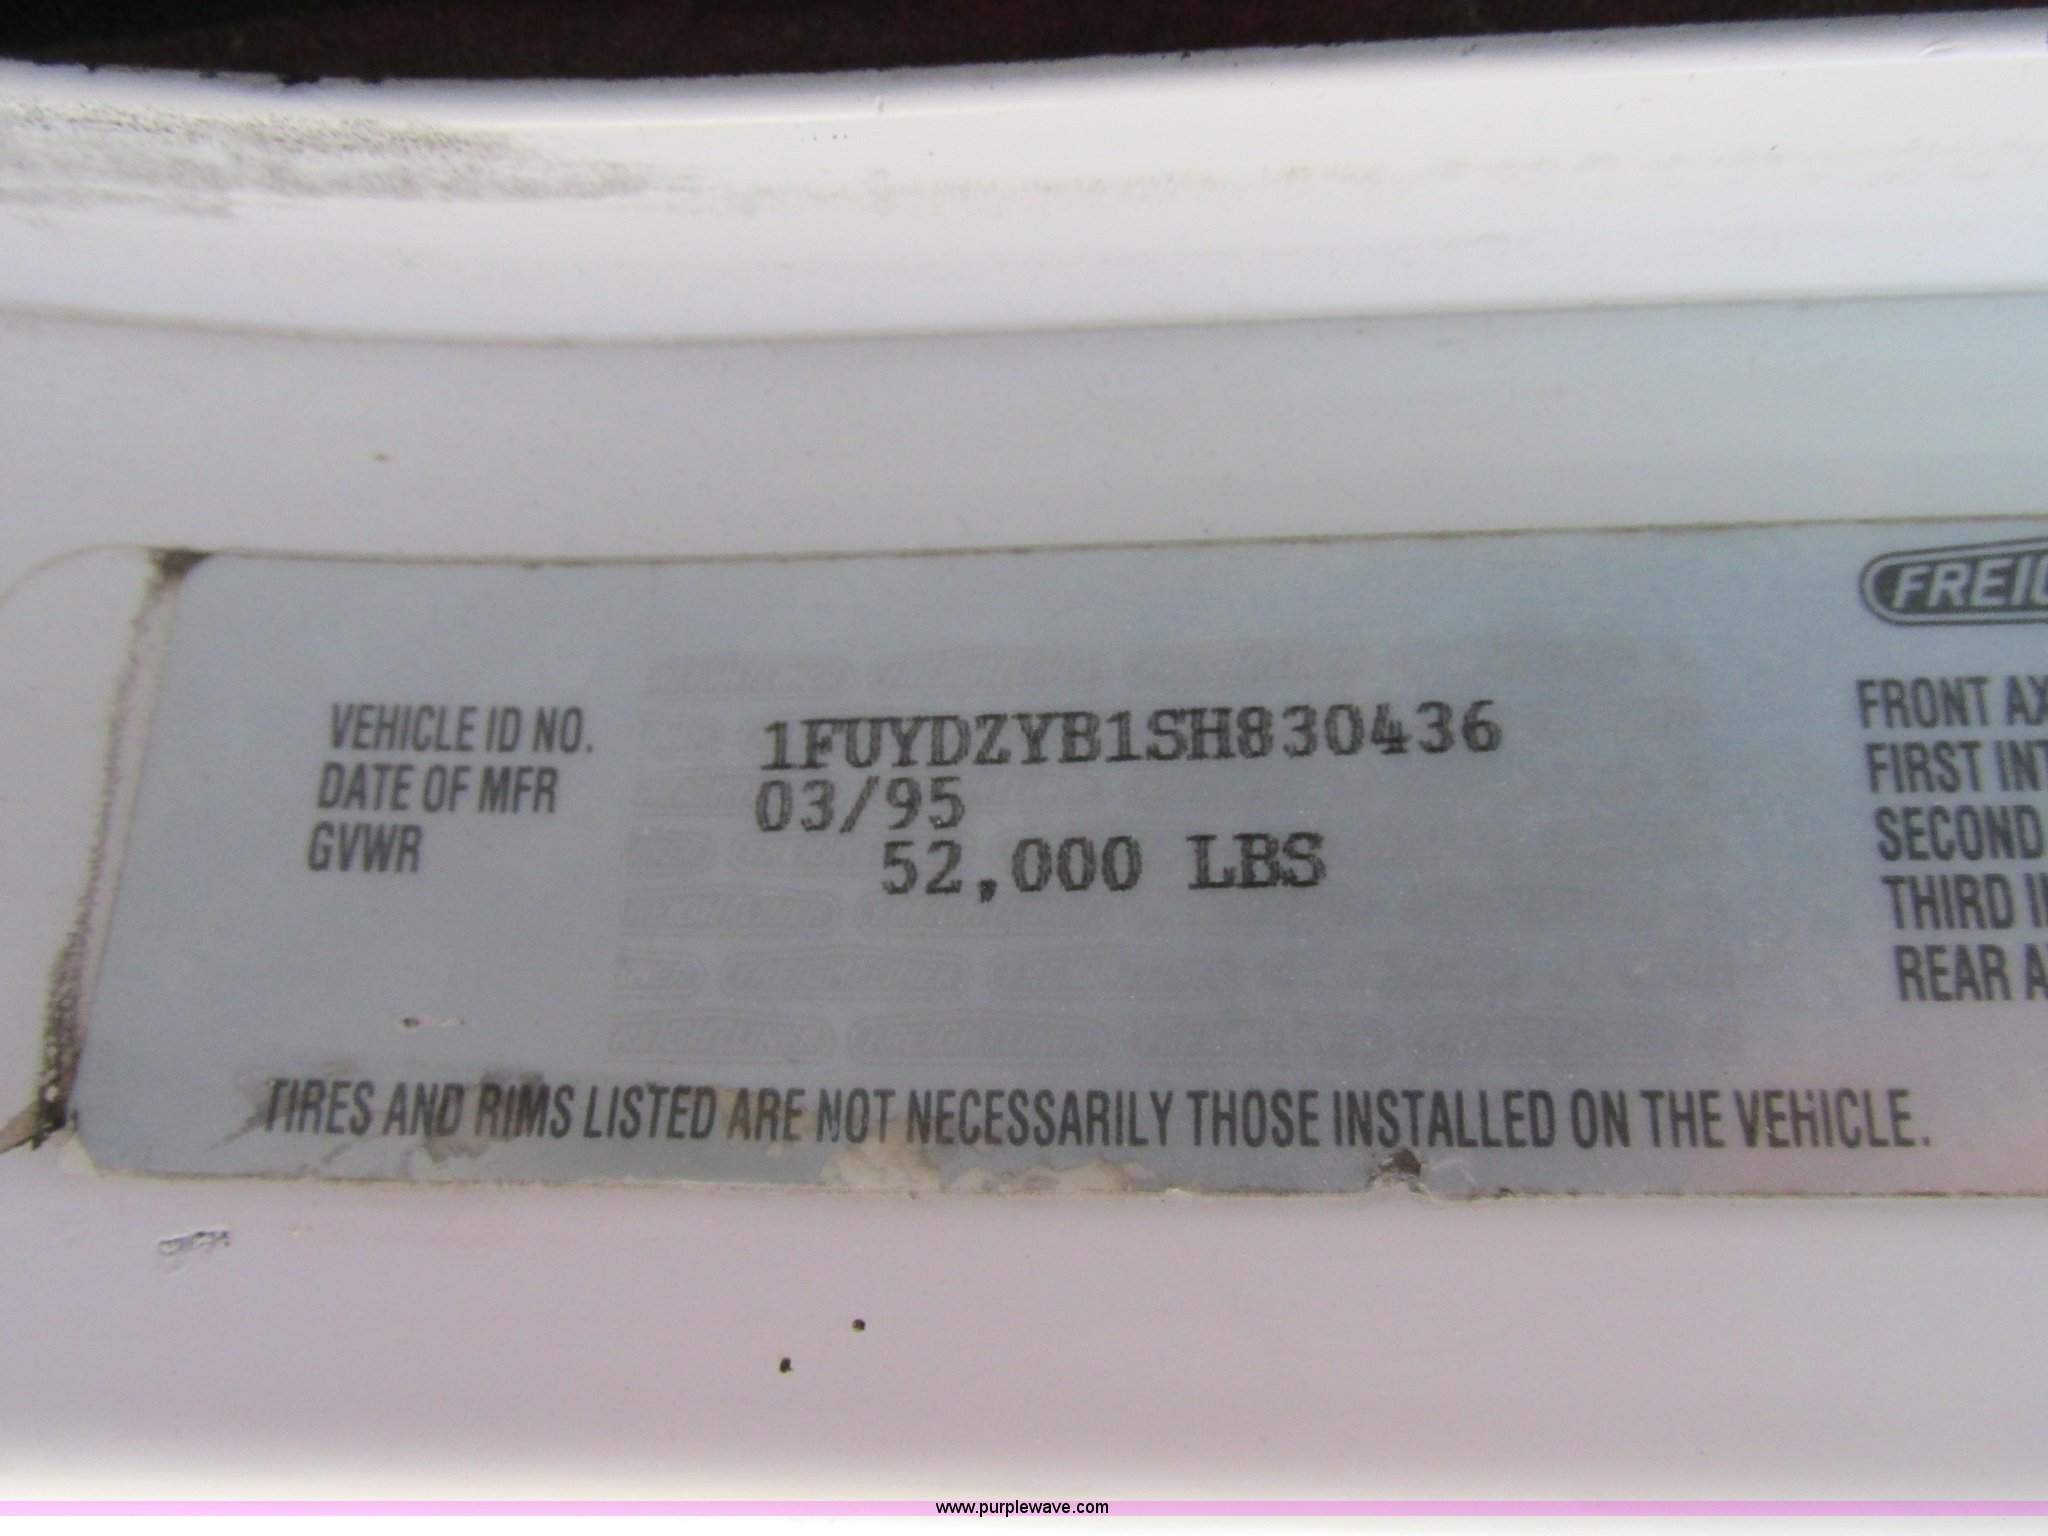 FREIG
VEHICLE ID NO. 1FUYDZYB1SH830436
DATE OF MFR 03/95
GVWR 52,000 LBS
FRONT AX
FIRST INT
SECOND
THIRD I
REAR A
TIRES AND RIMS LISTED ARE NOT NECESSARILY THOSE INSTALLED ON THE VEHICLE.
www.purplewave.com